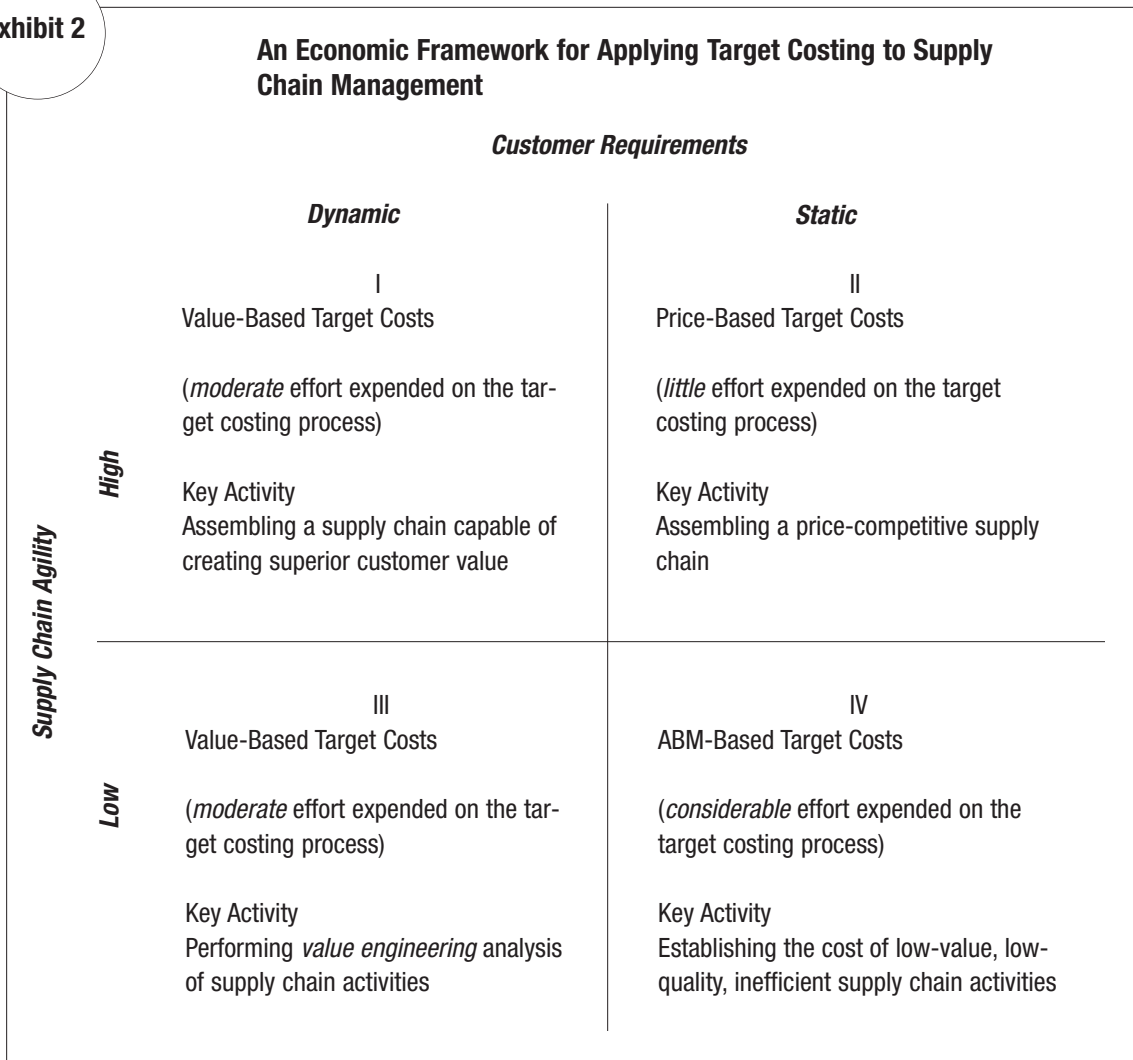 xhibit 2
An Economic Framework for Applying Target Costing to Supply
Chain Management
Customer Requirements
Dynamic
Static
Supply Chain Agility
High
I
Value-Based Target Costs
(moderate effort expended on the tar-
get costing process)
Key Activity
Assembling a supply chain capable of
creating superior customer value
II
Price-Based Target Costs
(little effort expended on the target
costing process)
Key Activity
Assembling a price-competitive supply
chain
Low
III
Value-Based Target Costs
(moderate effort expended on the tar-
get costing process)
Key Activity
Performing value engineering analysis
of supply chain activities
IV
ABM-Based Target Costs
(considerable effort expended on the
target costing process)
Key Activity
Establishing the cost of low-value, low-
quality, inefficient supply chain activities